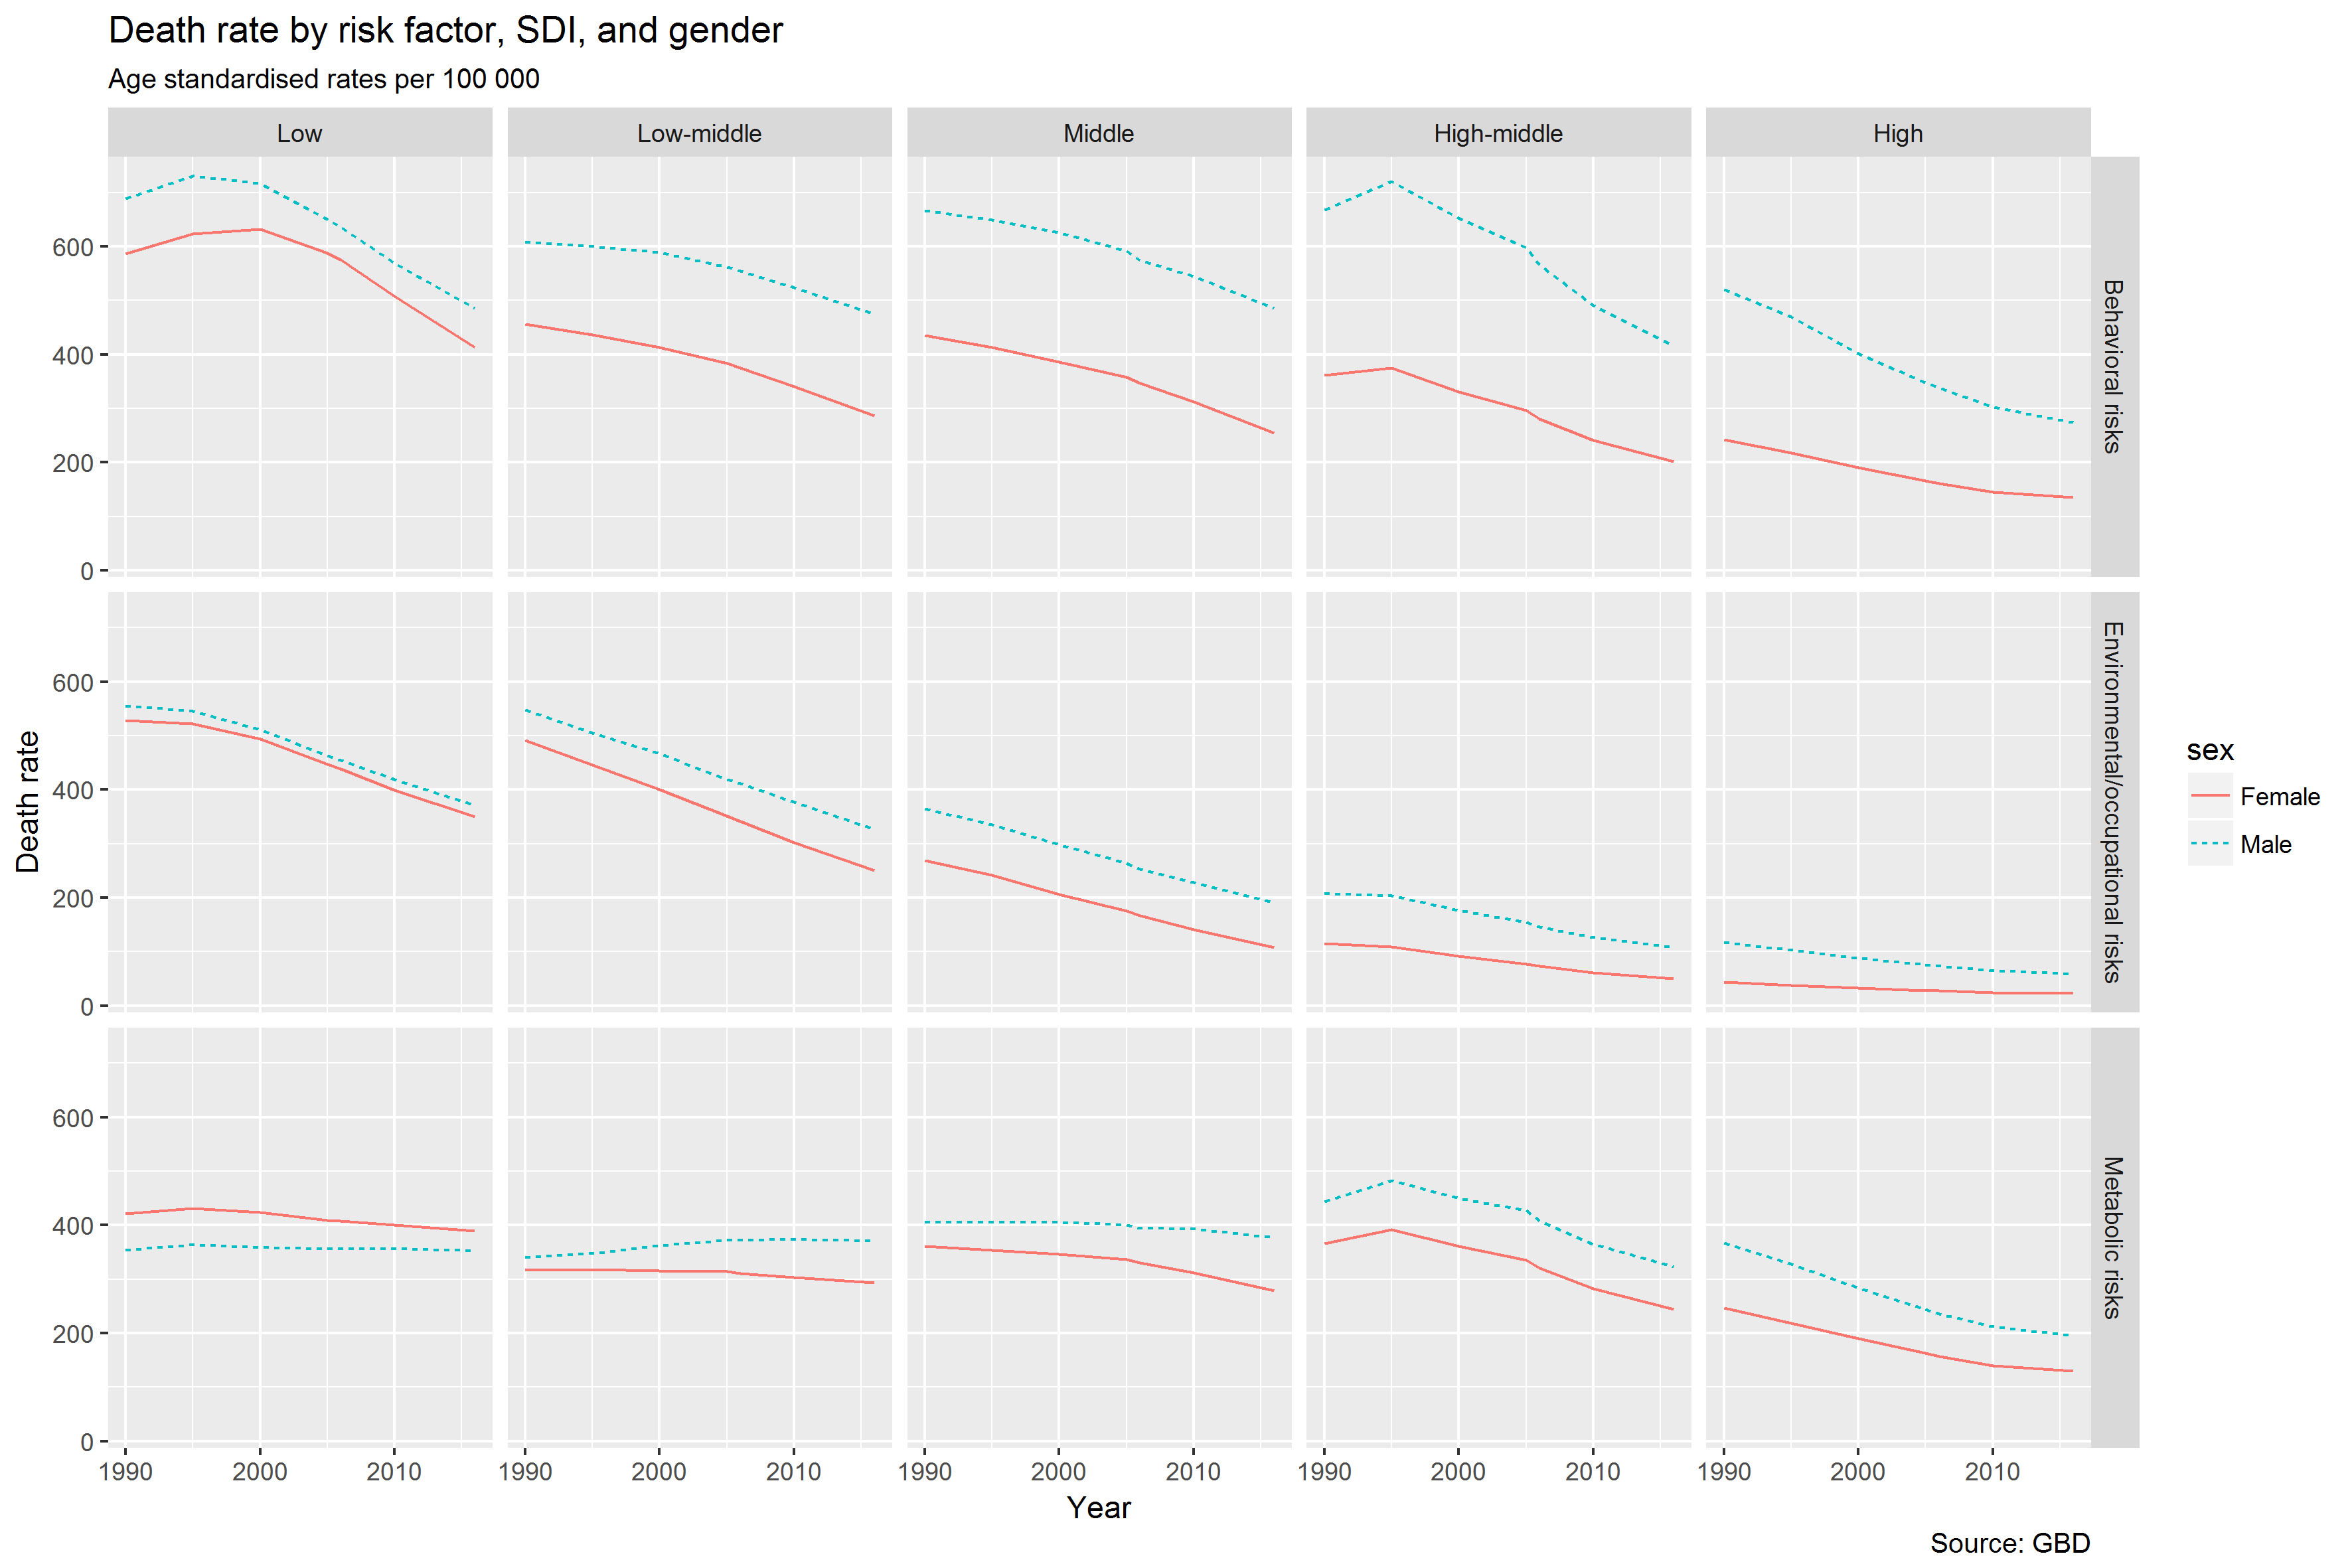 Death rate by risk factor, SDI, and gender
Age standardised rates per 100 000
Low
Low-middle
Middle
High-middle
High
600
400
200
0
Behavioral risks
600
400
200
0
Environmental/occupational risks
600
400
200
0
Metabolic risks
Death rate
1990 2000 2010
1990 2000 2010
1990 2000 2010
1990 2000 2010
1990 2000 2010
Year
sex
Female
Male
Source: GBD